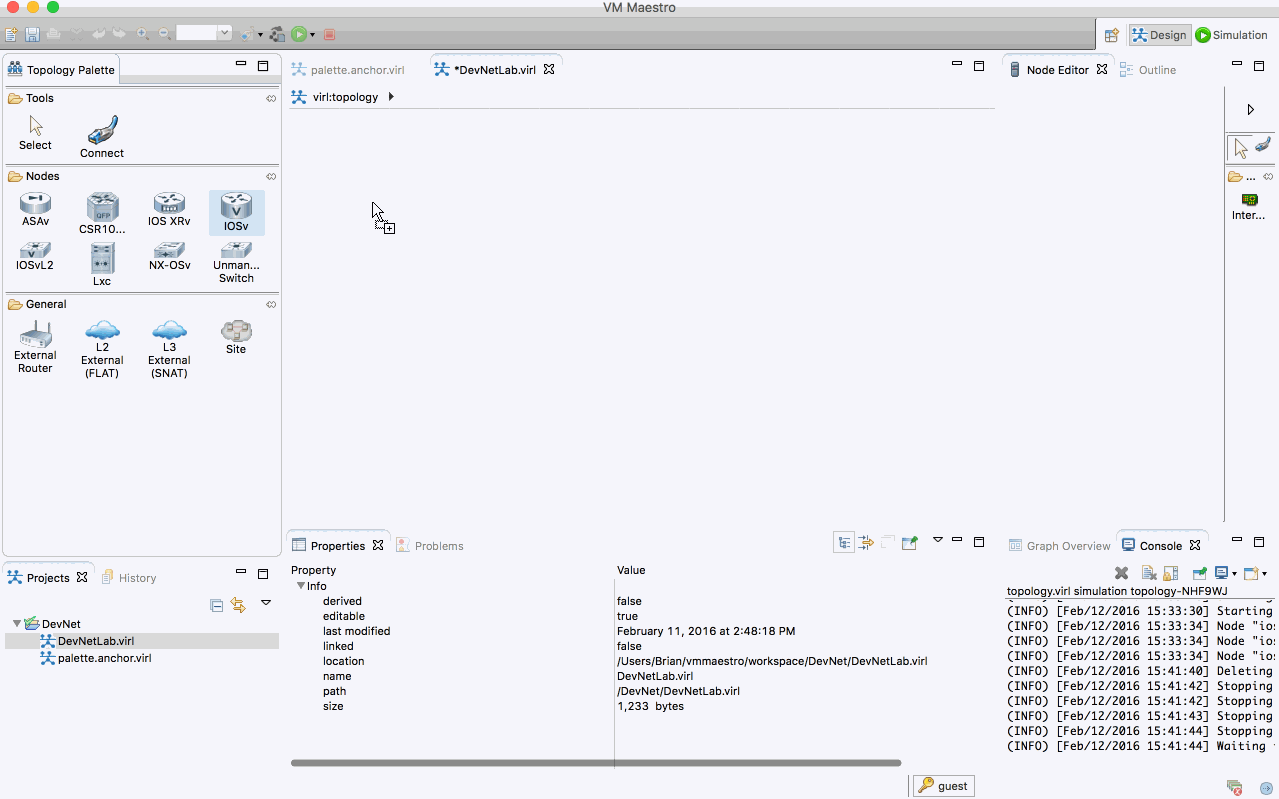 VM Maestro
Design
Simulation
Topology Palette
Tools
Select
Connect
Nodes
ASAv
CSR10...
IOS XRv
IOSv
IOSvL2
Lxc
NX-OSv
Unman...
Switch
General
External
Router
L2
External
(FLAT)
L3
External
(SNAT)
Site
palette.anchor.virl
*DevNetLab.virl
virl:topology
Node Editor
Outline
...
Inter...
Projects
History
DevNet
DevNetLab.virl
palette.anchor.virl
Properties
Problems
Property Value
Info
derived false
editable true
last modified February 11, 2016 at 2:48:18 PM
linked false
location /Users/Brian/vmmaestro/workspace/DevNet/DevNetLab.virl
name DevNetLab.virl
path /DevNet/DevNetLab.virl
size 1,233 bytes
Graph Overview
Console
topology.virl simulation topology-NHF9WJ
(INFO) [Feb/12/2016 15:33:30] Starting
(INFO) [Feb/12/2016 15:33:34] Node "ios
(INFO) [Feb/12/2016 15:33:34] Node "ios
(INFO) [Feb/12/2016 15:33:34] Node "ios
(INFO) [Feb/12/2016 15:41:40] Deleting
(INFO) [Feb/12/2016 15:41:42] Stopping
(INFO) [Feb/12/2016 15:41:42] Stopping
(INFO) [Feb/12/2016 15:41:43] Stopping
(INFO) [Feb/12/2016 15:41:44] Stopping
(INFO) [Feb/12/2016 15:41:44] Waiting
guest